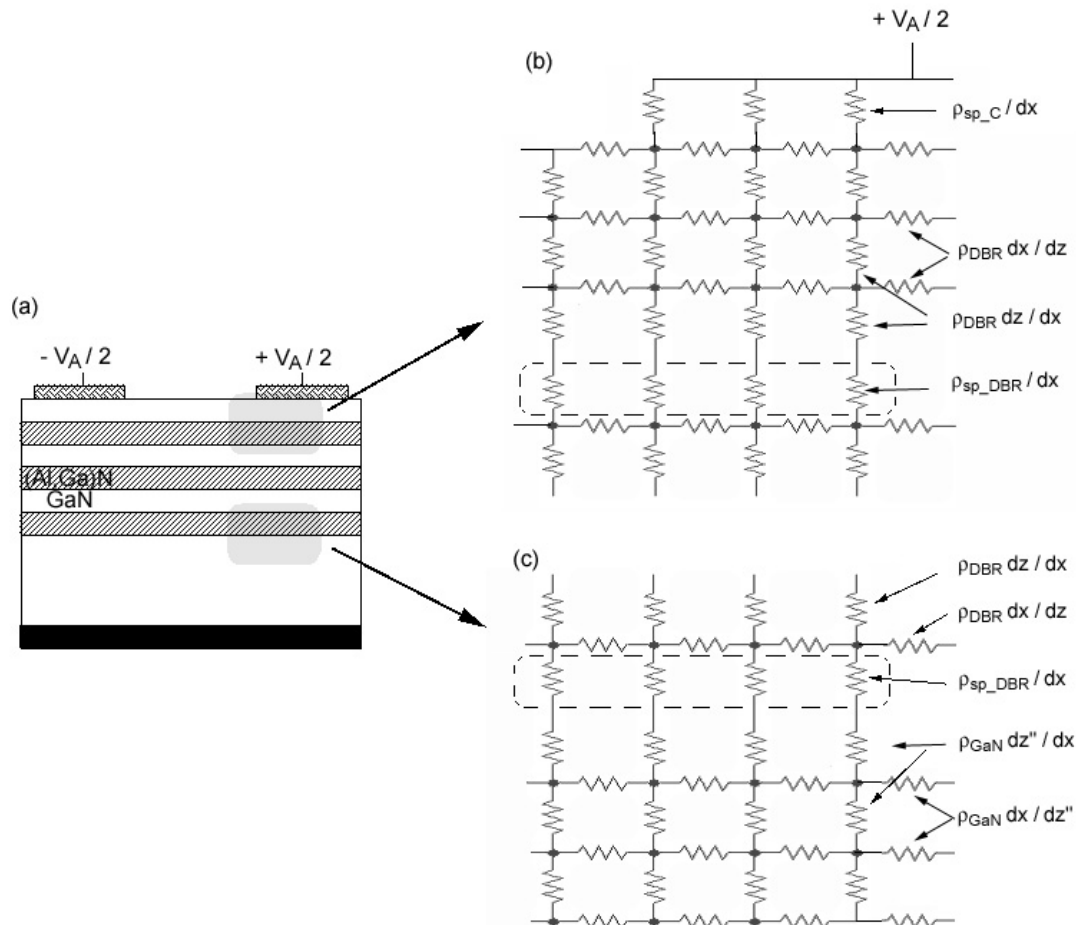 (a)
- V_A / 2
+ V_A / 2
(Al,Ga)N
GaN
(b)
+ V_A / 2
ρ_sp_C / dx
ρ_DBR dx / dz
ρ_DBR dz / dx
ρ_sp_DBR / dx
(c)
ρ_DBR dz / dx
ρ_DBR dx / dz
ρ_sp_DBR / dx
ρ_GaN dz" / dx
ρ_GaN dx / dz"